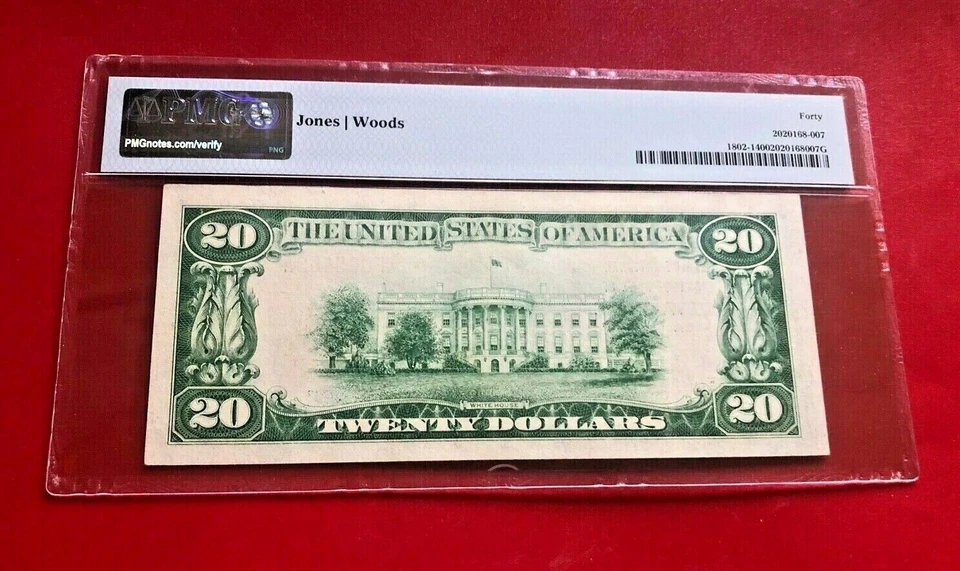 PMG
PMGnotes.com/verify
PNG
Jones | Woods
Forty
2020168-007
1802-14002020168007G
20 THE UNITED STATES OF AMERICA 20
WHITE HOUSE
20 TWENTY DOLLARS 20